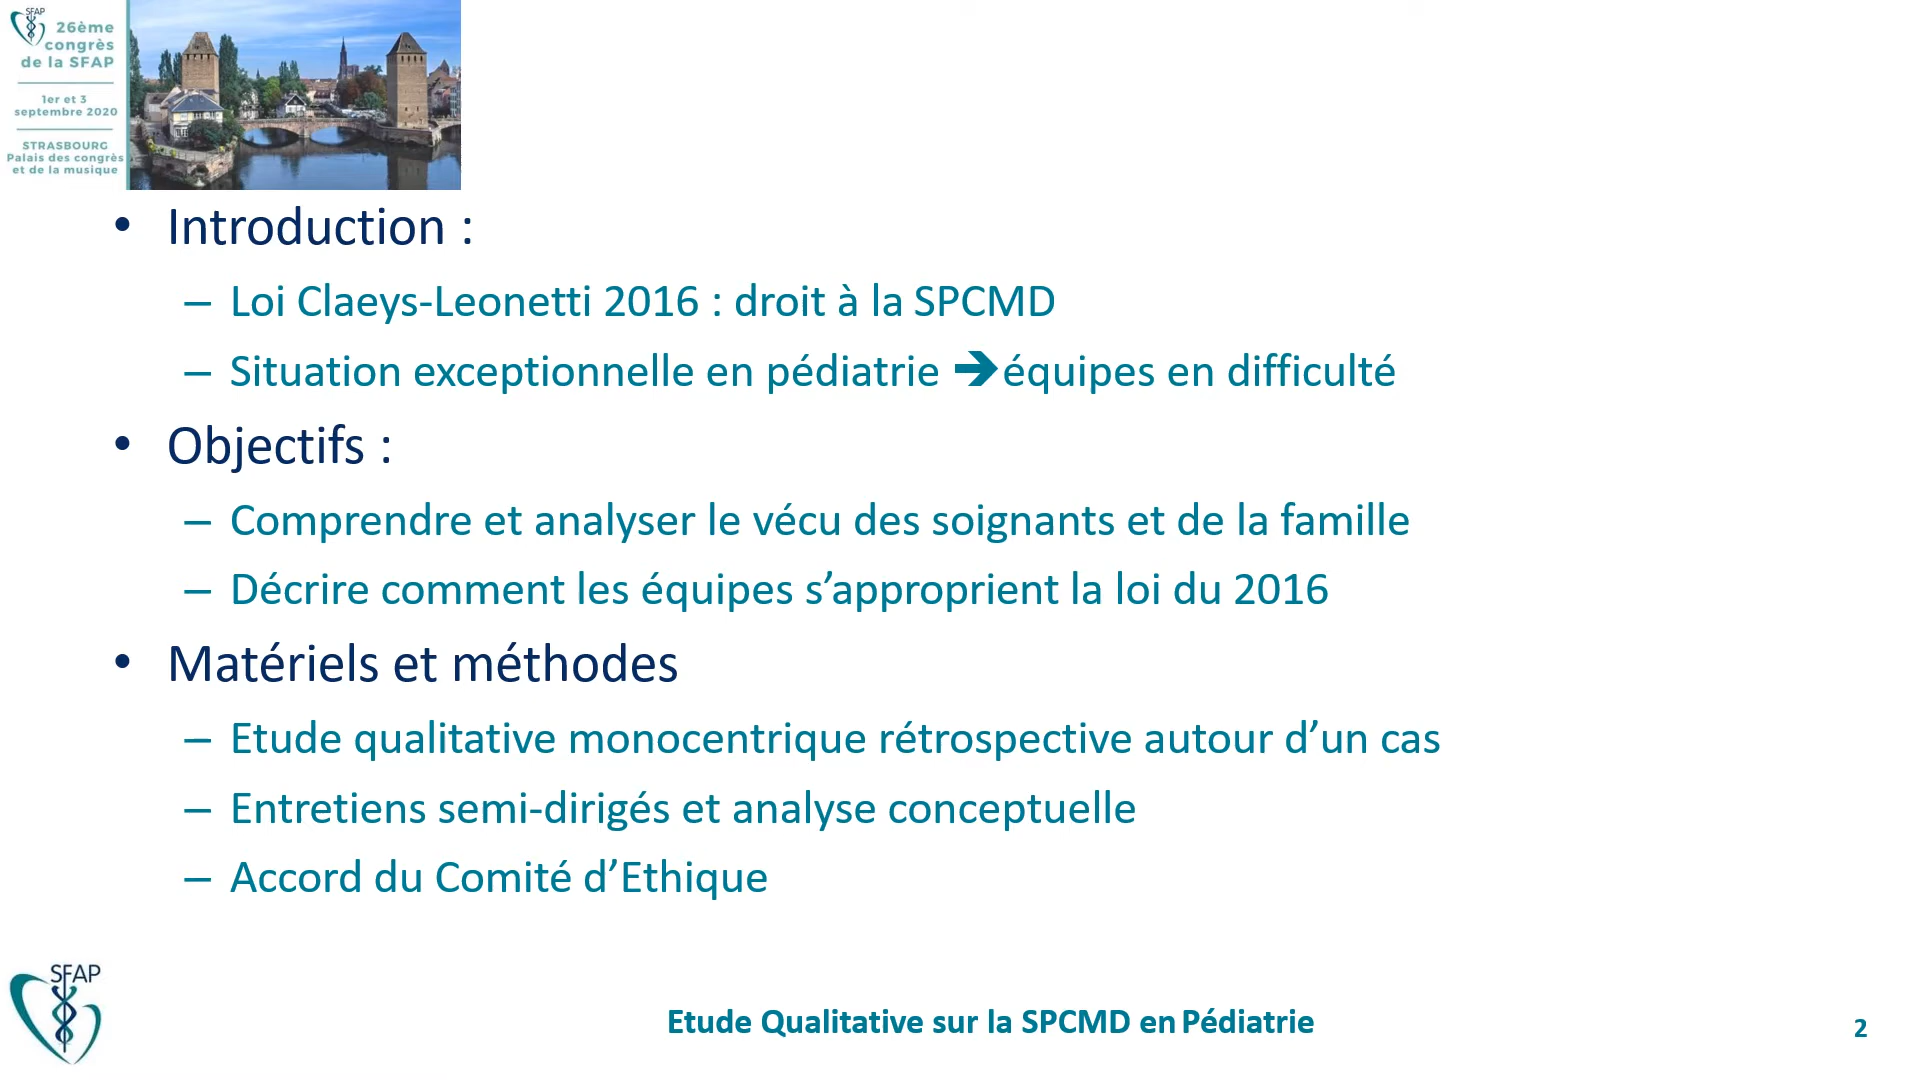 SFAP
26ème
congrès
de la SFAP
1er et 3
septembre 2020
STRASBOURG
Palais des congrès
et de la musique
• Introduction :
– Loi Claeys-Leonetti 2016 : droit à la SPCMD
– Situation exceptionnelle en pédiatrie 🡺équipes en difficulté
• Objectifs :
– Comprendre et analyser le vécu des soignants et de la famille
– Décrire comment les équipes s’approprient la loi du 2016
• Matériels et méthodes
– Etude qualitative monocentrique rétrospective autour d’un cas
– Entretiens semi-dirigés et analyse conceptuelle
– Accord du Comité d’Ethique
SFAP
Etude Qualitative sur la SPCMD en Pédiatrie
2